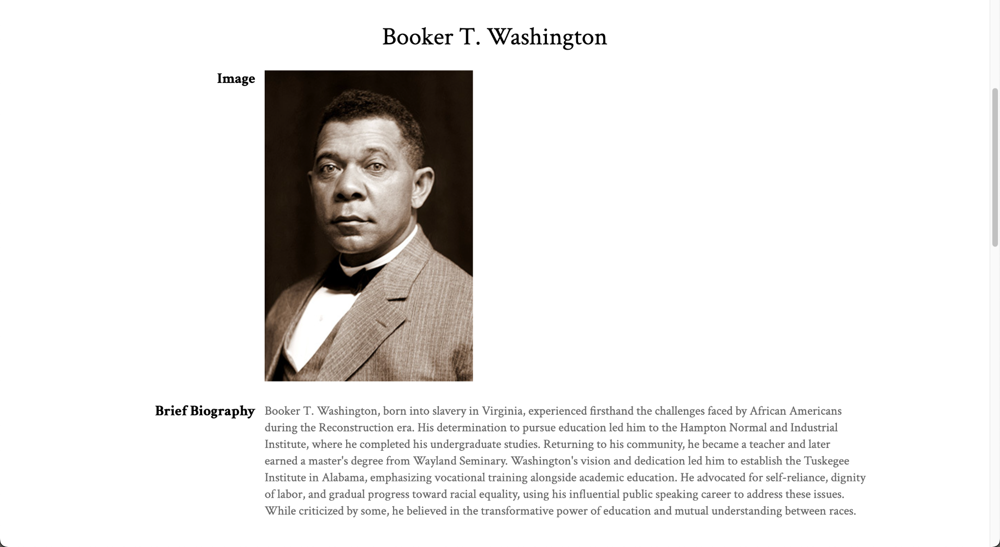 Booker T. Washington
Image
Brief Biography
Booker T. Washington, born into slavery in Virginia, experienced firsthand the challenges faced by African Americans
during the Reconstruction era. His determination to pursue education led him to the Hampton Normal and Industrial
Institute, where he completed his undergraduate studies. Returning to his community, he became a teacher and later
earned a master's degree from Wayland Seminary. Washington's vision and dedication led him to establish the Tuskegee
Institute in Alabama, emphasizing vocational training alongside academic education. He advocated for self-reliance, dignity
of labor, and gradual progress toward racial equality, using his influential public speaking career to address these issues.
While criticized by some, he believed in the transformative power of education and mutual understanding between races.